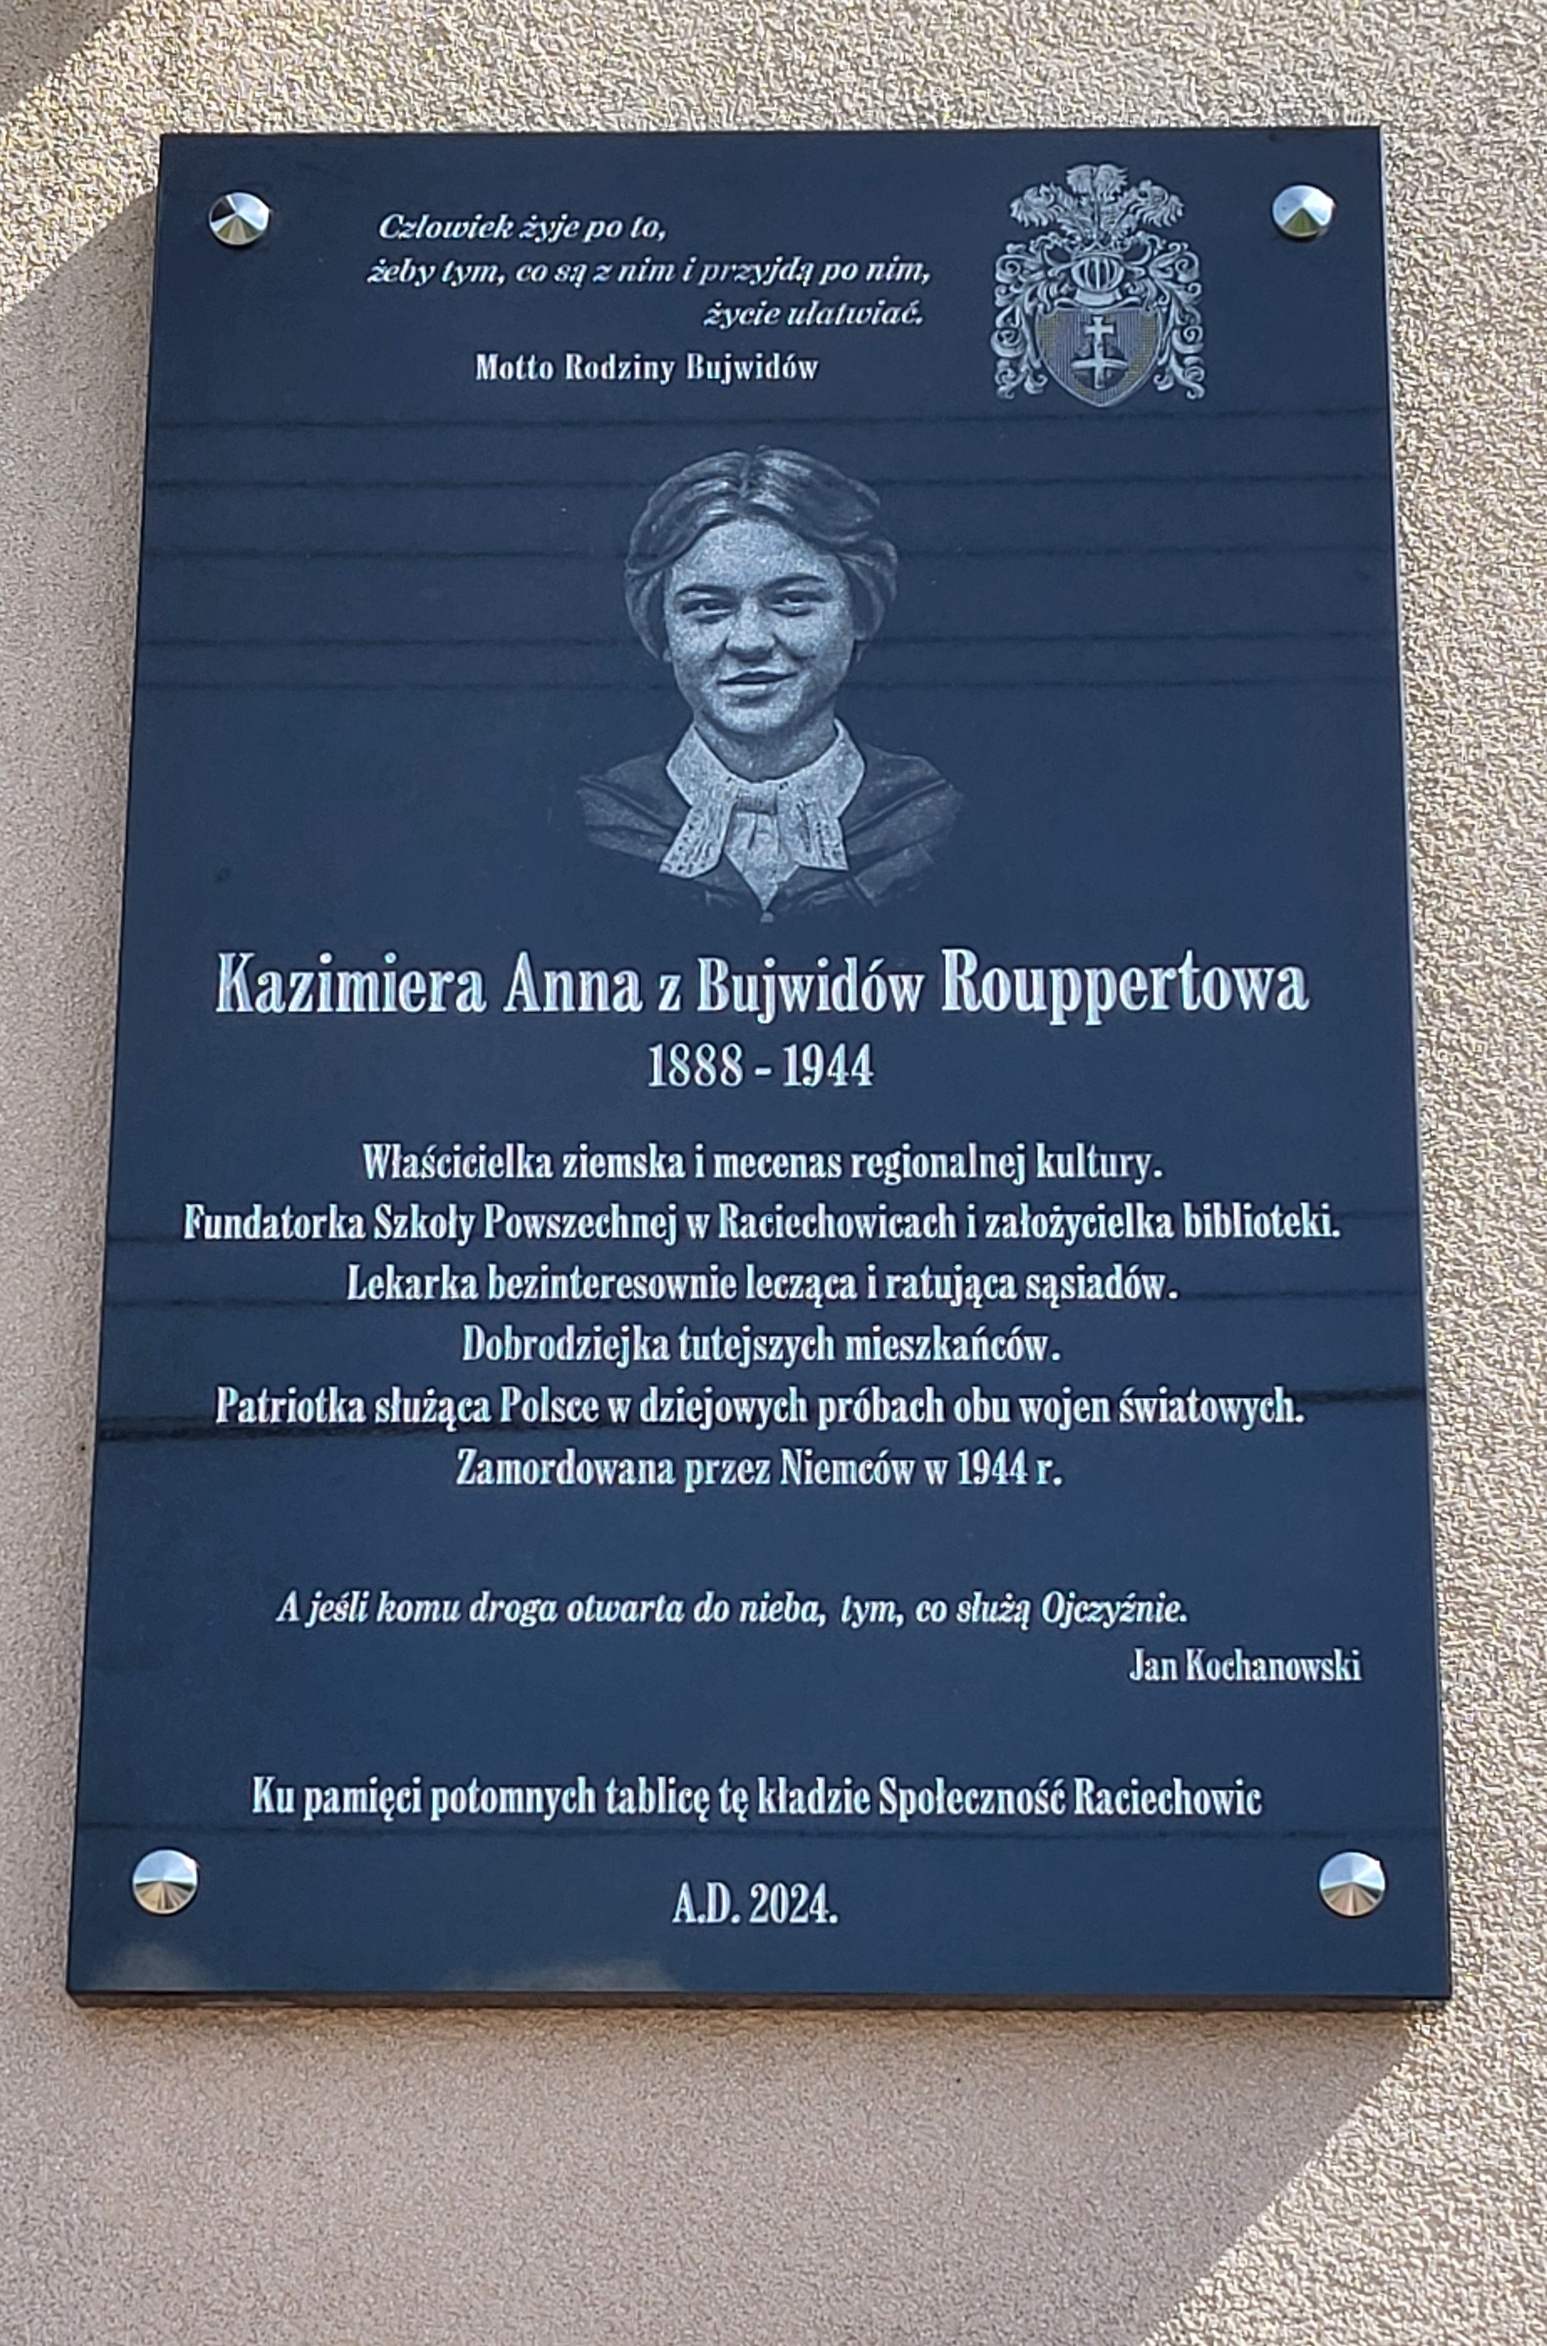 Człowiek żyje po to,
żeby tym, co są z nim i przyjdą po nim,
życie ułatwiać.
Motto Rodziny Bujwidów
Kazimiera Anna z Bujwidów Rouppertowa
1888 - 1944
Właścicielka ziemska i mecenas regionalnej kultury.
Fundatorka Szkoły Powszechnej w Raciechowicach i założycielka biblioteki.
Lekarka bezinteresownie lecząca i ratująca sąsiadów.
Dobrodziejka tutejszych mieszkańców.
Patriotka służąca Polsce w dziejowych próbach obu wojen światowych.
Zamordowana przez Niemców w 1944 r.
A jeśli komu droga otwarta do nieba, tym, co służą Ojczyźnie.
Jan Kochanowski
Ku pamięci potomnych tablicę tę kładzie Społeczność Raciechowic
A.D. 2024.